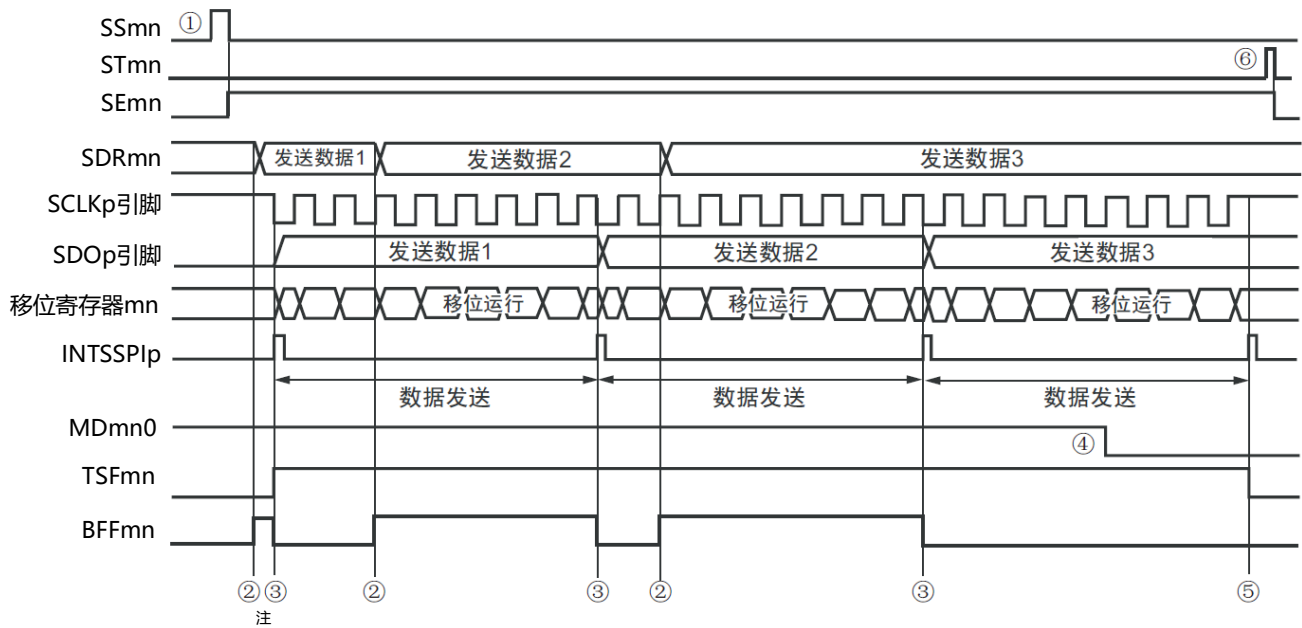 SSmn ①
STmn ⑥
SEmn
SDRmn 发送数据1 发送数据2 发送数据3
SCLKp引脚
SDOp引脚 发送数据1 发送数据2 发送数据3
移位寄存器mn 移位运行 移位运行 移位运行
INTSSPIp
数据发送 数据发送 数据发送
MDmn0 ④
TSFmn
BFFmn
② ③ ② ③ ② ③ ⑤
注